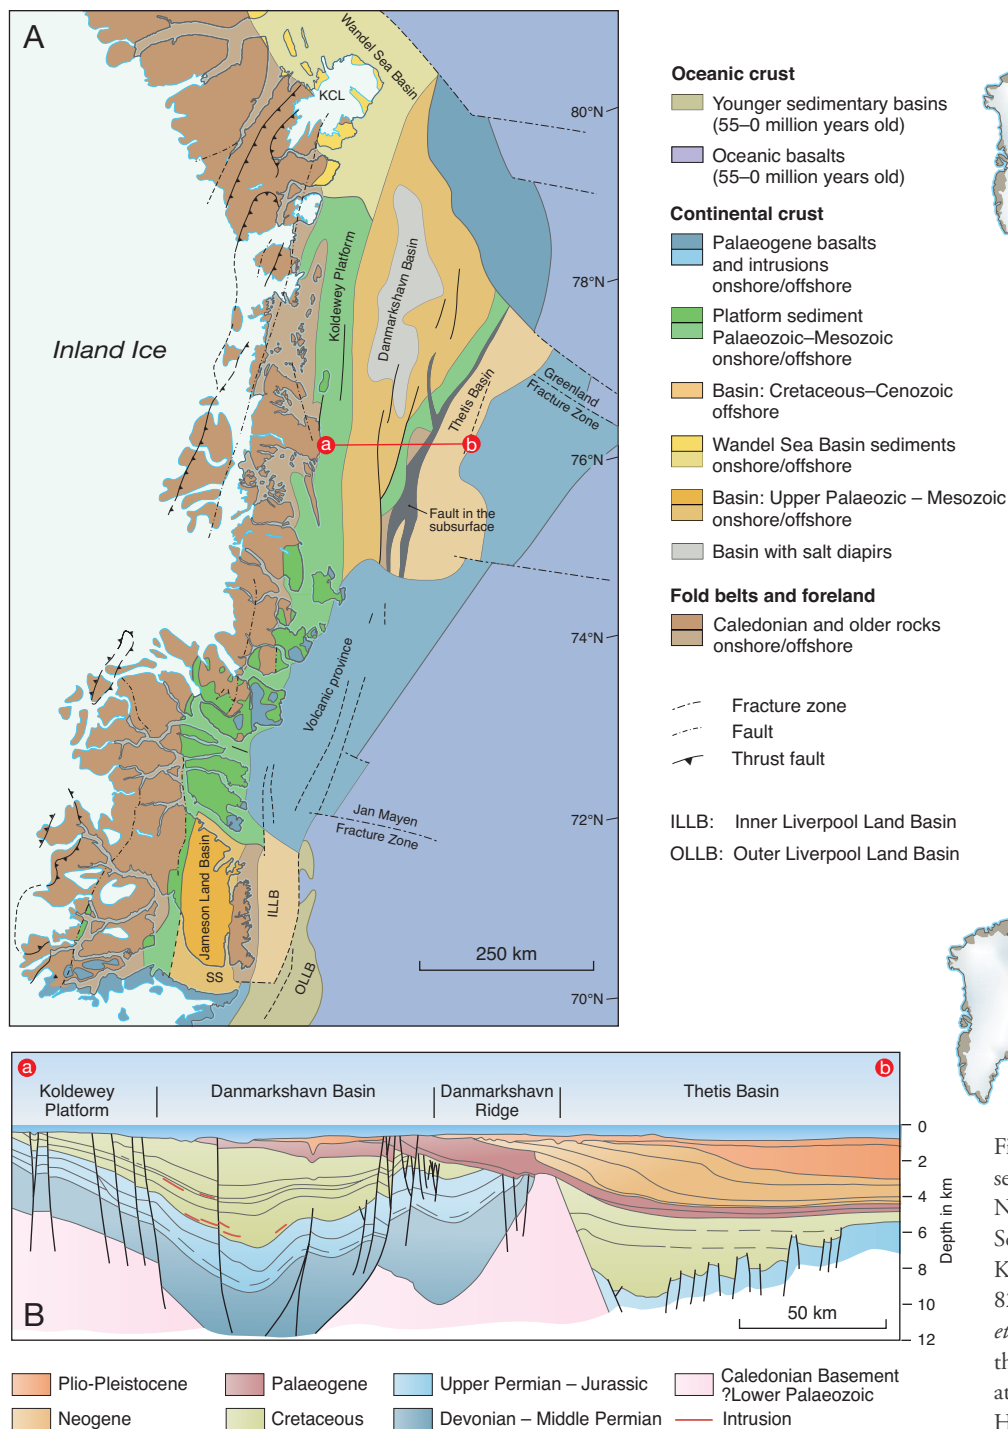 A
Wandel Sea Basin
KCL
80°N
Koldewey Platform
Danmarkshavn Basin
78°N
Inland Ice
Greenland
Fracture Zone
Thetis Basin
a
b
76°N
Fault in the
subsurface
74°N
Volcanic province
Jan Mayen
Fracture Zone
72°N
Jameson Land Basin
ILLB
250 km
SS
OLLB
70°N
Oceanic crust
Younger sedimentary basins
(55–0 million years old)
Oceanic basalts
(55–0 million years old)
Continental crust
Palaeogene basalts
and intrusions
onshore/offshore
Platform sediment
Palaeozoic–Mesozoic
onshore/offshore
Basin: Cretaceous–Cenozoic
offshore
Wandel Sea Basin sediments
onshore/offshore
Basin: Upper Palaeozic – Mesozoic
onshore/offshore
Basin with salt diapirs
Fold belts and foreland
Caledonian and older rocks
onshore/offshore
Fracture zone
Fault
Thrust fault
ILLB: Inner Liverpool Land Basin
OLLB: Outer Liverpool Land Basin
a
b
Koldewey
Platform
Danmarkshavn Basin
Danmarkshavn
Ridge
Thetis Basin
0
2
4
6
8
10
12
Depth in km
B
50 km
Plio-Pleistocene
Neogene
Palaeogene
Cretaceous
Upper Permian – Jurassic
Devonian – Middle Permian
Caledonian Basement
?Lower Palaeozoic
Intrusion